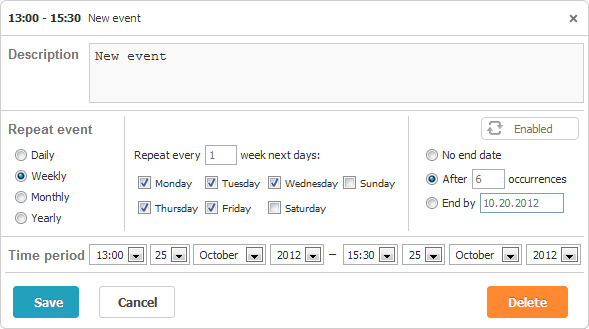 13:00 - 15:30 New event
Description
New event
Repeat event
Enabled
Daily
Weekly
Monthly
Yearly
Repeat every 1 week next days:
Monday Tuesday Wednesday Sunday
Thursday Friday Saturday
No end date
After 6 occurrences
End by 10.20.2012
Time period 13:00 25 October 2012 – 15:30 25 October 2012
Save Cancel Delete